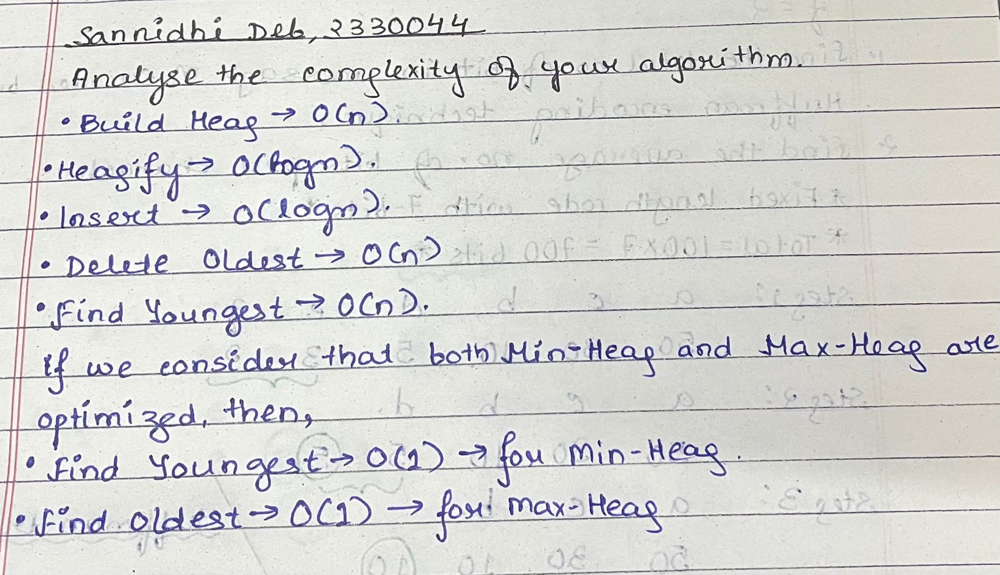 Sannidhi Deb, 2330044
Analyse the complexity of your algorithm.
• Build Heap → O(n).
• Heapify → O(logn).
• Insert → O(logn).
• Delete Oldest → O(n)
• Find Youngest → O(n).
if we consider that both Min-Heap and Max-Heap are
optimized, then,
• Find Youngest → O(1) → for Min-Heap.
• Find oldest → O(1) → for max-Heap